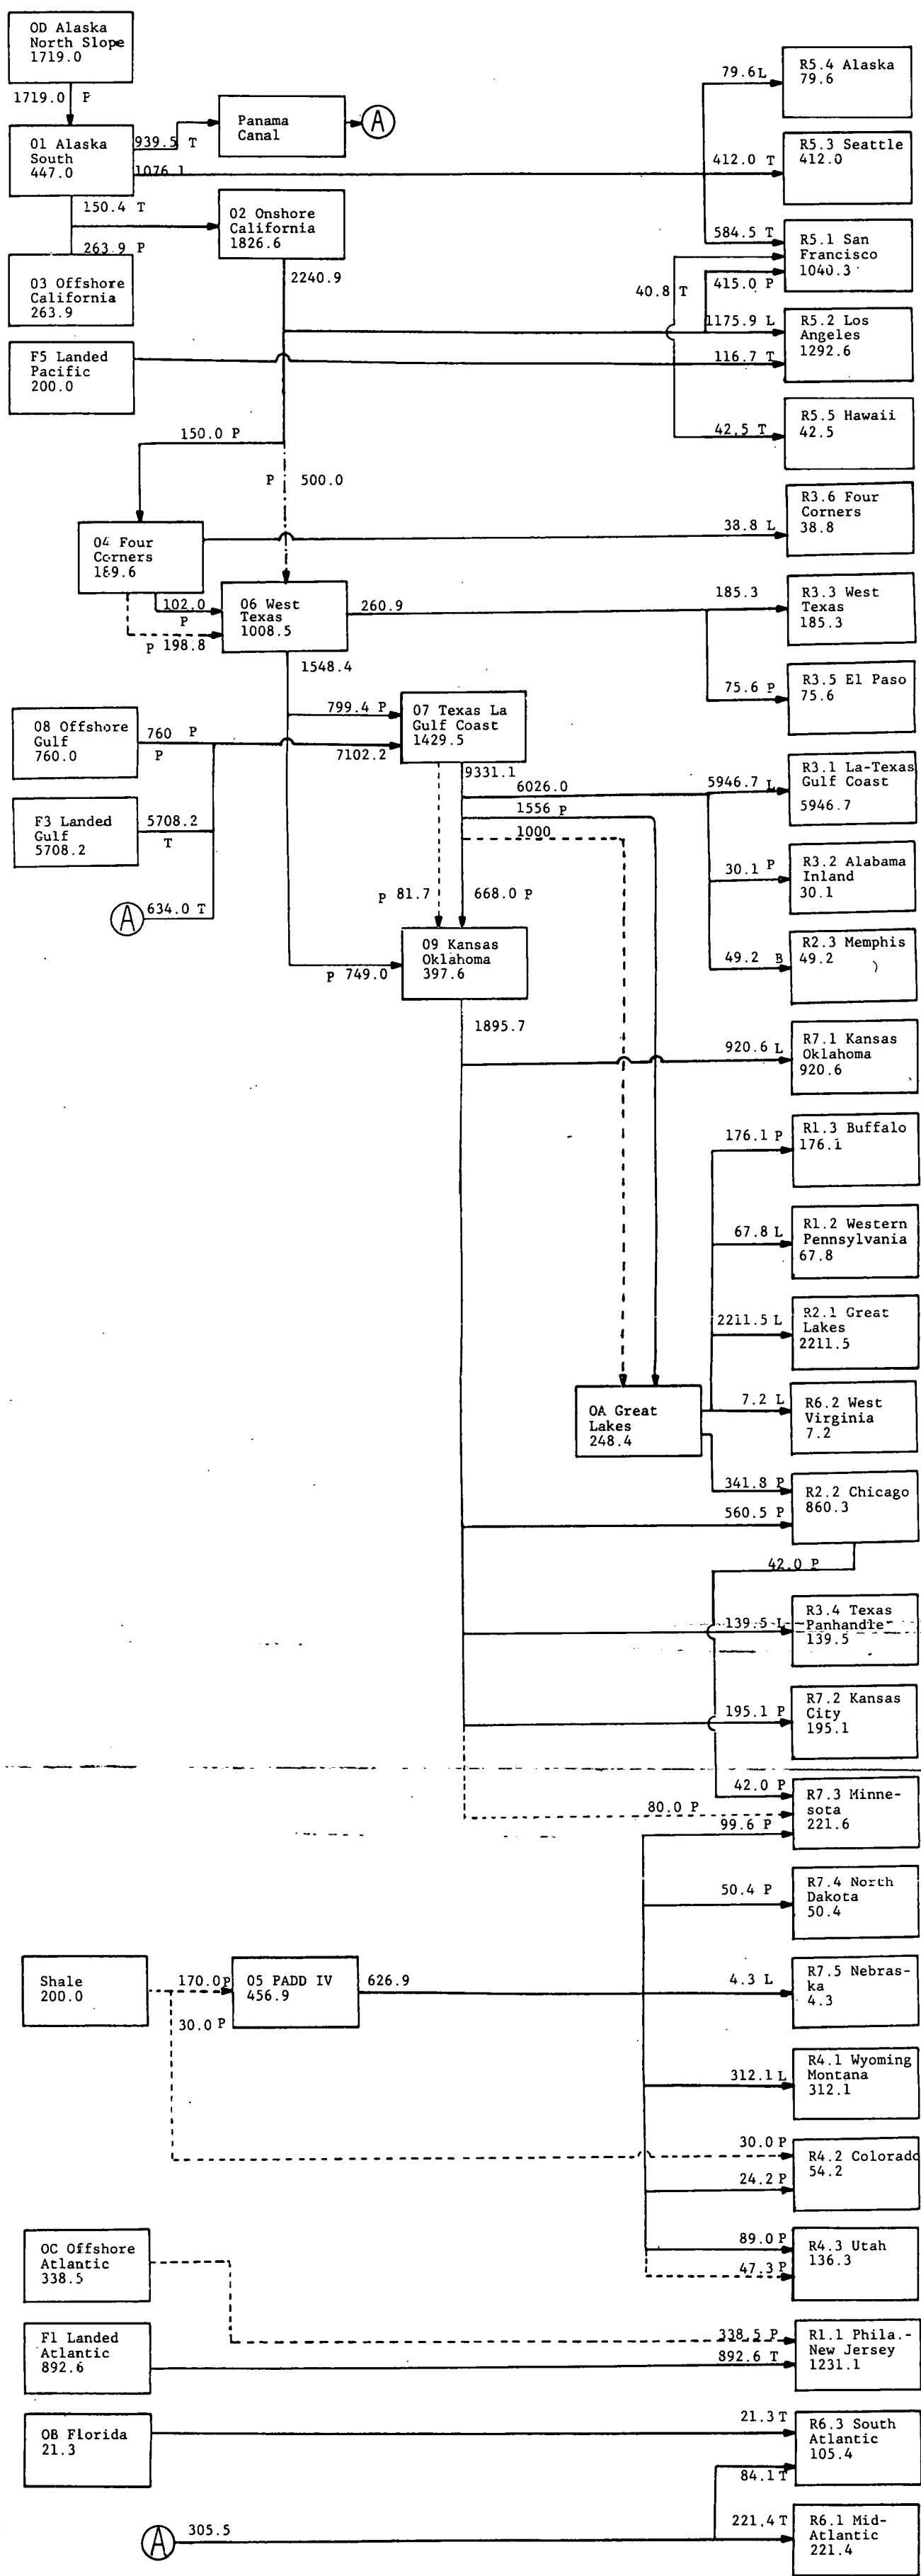 OD Alaska
North Slope
1719.0
1719.0 P
O1 Alaska
South
447.0
939.5 T
1076.1
Panama
Canal
A
79.6 L
R5.4 Alaska
79.6
412.0 T
R5.3 Seattle
412.0
150.4 T
263.9 P
O2 Onshore
California
1826.6
584.5 T
R5.1 San
Francisco
1040.3
O3 Offshore
California
263.9
2240.9
40.8 T
415.0 P
1175.9 L
R5.2 Los
Angeles
1292.6
F5 Landed
Pacific
200.0
116.7 T
150.0 P
42.5 T
R5.5 Hawaii
42.5
P 500.0
O4 Four
Corners
189.6
38.8 L
R3.6 Four
Corners
38.8
102.0
P
P 198.8
O6 West
Texas
1008.5
260.9
185.3
R3.3 West
Texas
185.3
1548.4
75.6 P
R3.5 El Paso
75.6
799.4 P
O7 Texas La
Gulf Coast
1429.5
O8 Offshore
Gulf
760.0
760 P
P
7102.2
9331.1
6026.0
5946.7 L
R3.1 La-Texas
Gulf Coast
5946.7
F3 Landed
Gulf
5708.2
5708.2
T
1556 P
1000
30.1 P
R3.2 Alabama
Inland
30.1
A
634.0 T
P 81.7
668.0 P
P 749.0
O9 Kansas
Oklahoma
397.6
49.2 B
R2.3 Memphis
49.2
1895.7
920.6 L
R7.1 Kansas
Oklahoma
920.6
176.1 P
R1.3 Buffalo
176.1
67.8 L
R1.2 Western
Pennsylvania
67.8
2211.5 L
R2.1 Great
Lakes
2211.5
OA Great
Lakes
248.4
7.2 L
R6.2 West
Virginia
7.2
341.8 P
560.5 P
R2.2 Chicago
860.3
42.0 P
139.5 L
R3.4 Texas
Panhandle
139.5
195.1 P
R7.2 Kansas
City
195.1
42.0 P
80.0 P
99.6 P
R7.3 Minne-
sota
221.6
50.4 P
R7.4 North
Dakota
50.4
Shale
200.0
170.0 P
30.0 P
O5 PADD IV
456.9
626.9
4.3 L
R7.5 Nebras-
ka
4.3
312.1 L
R4.1 Wyoming
Montana
312.1
30.0 P
24.2 P
R4.2 Colorado
54.2
89.0 P
47.3 P
R4.3 Utah
136.3
OC Offshore
Atlantic
338.5
338.5 P
892.6 T
R1.1 Phila.-
New Jersey
1231.1
F1 Landed
Atlantic
892.6
OB Florida
21.3
21.3 T
84.1 T
R6.3 South
Atlantic
105.4
A
305.5
221.4 T
R6.1 Mid-
Atlantic
221.4